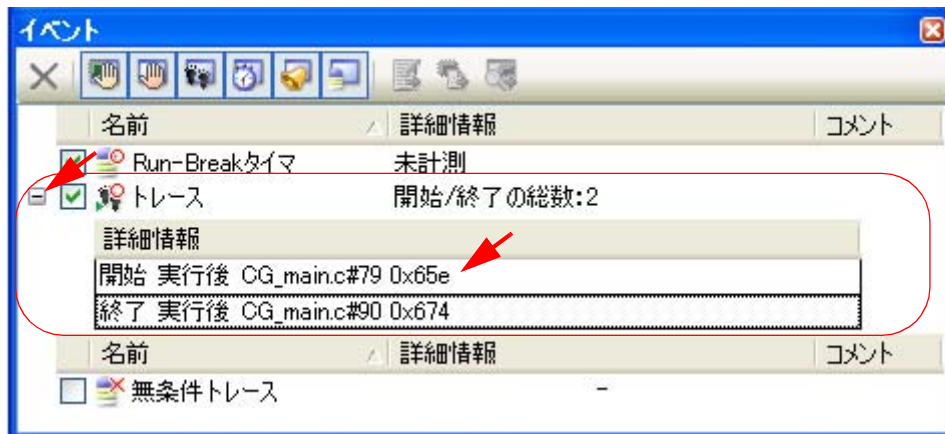 イベント
名前 詳細情報 コメント
Run-Breakタイマ 未計測
トレース 開始/終了の総数:2
詳細情報
開始 実行後 CG_main.c#79 0x65e
終了 実行後 CG_main.c#90 0x674
名前 詳細情報 コメント
無条件トレース -